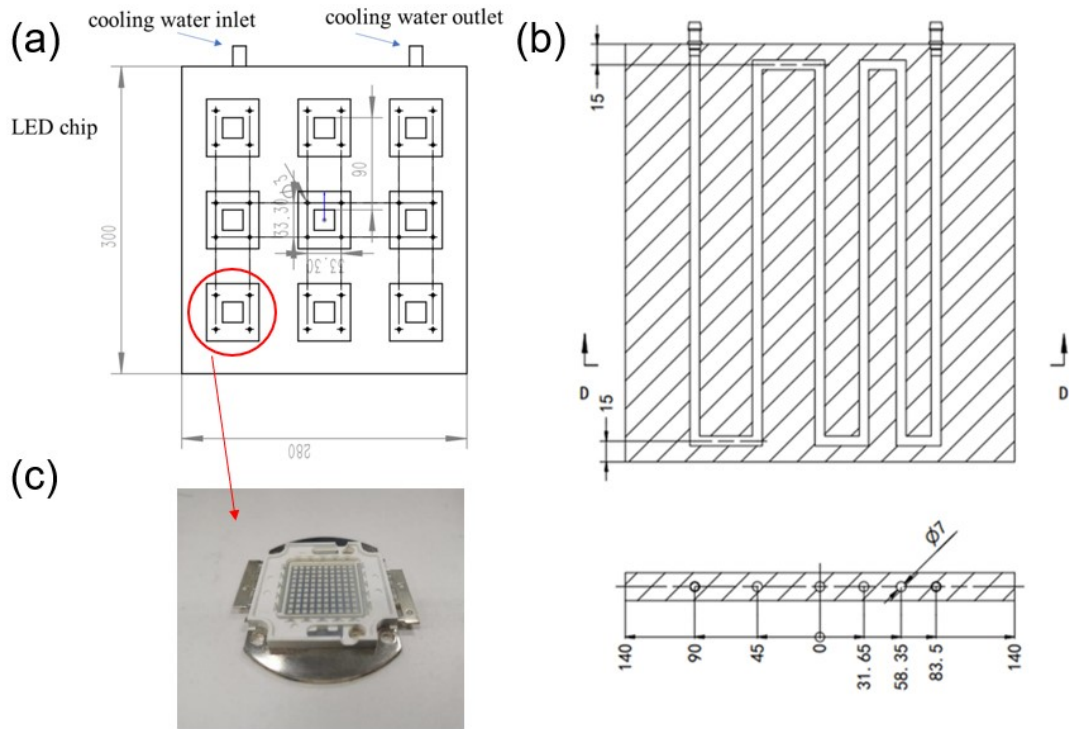 (a)
cooling water inlet
cooling water outlet
LED chip
300
280
90
Ø3
33.30
33.30
(b)
15
15
D
D
Ø7
140
90
45
0
31.65
58.35
83.5
140
(c)